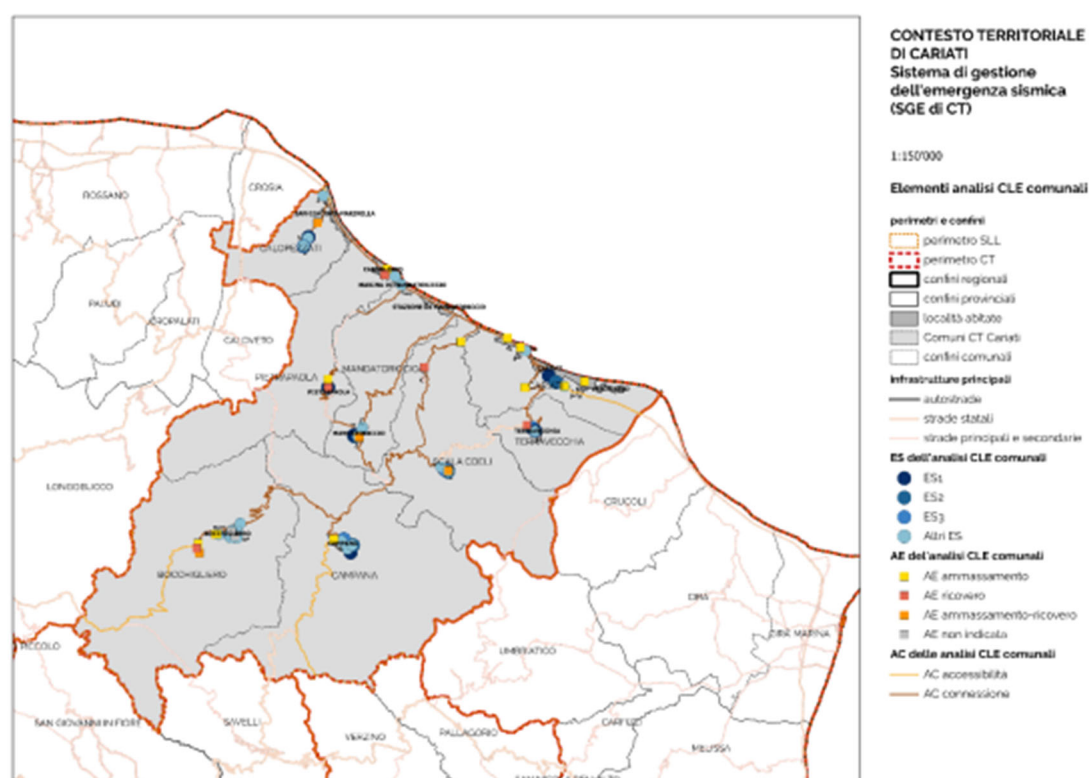 CONTESTO TERRITORIALE
DI CARIATI
Sistema di gestione
dell'emergenza sismica
(SGE di CT)
1:150'000
Elementi analisi CLE comunali
perimetri e confini
perimetro SLL
perimetro CT
confini regionali
confini provinciali
località abitate
Comuni CT Cariati
confini comunali
Infrastrutture principali
autostrade
strade statali
strade principali e secondarie
ES dell'analisi CLE comunali
ES1
ES2
ES3
Altri ES
AE del'analisi CLE comunali
AE ammassamento
AE ricovero
AE ammassamento-ricovero
AE non indicata
AC delle analisi CLE comunali
AC accessibilità
AC connessione
CROSIA
ROSSANO
CALOPEZZATI
PALUDI
CROPALATI
CALOVETO
PIETRAPAOLA
MANDATORICCIO
TERRAVECCHIA
SCALA COELI
LONGOBUCCO
CRUCOLI
BOCCHIGLIERO
CAMPANA
CIRÒ
CIRÒ MARINA
UMBRIATICO
SAN GIOVANNI IN FIORE
SAVELLI
VERZINO
PALLAGORIO
CARFIZZI
MELISSA